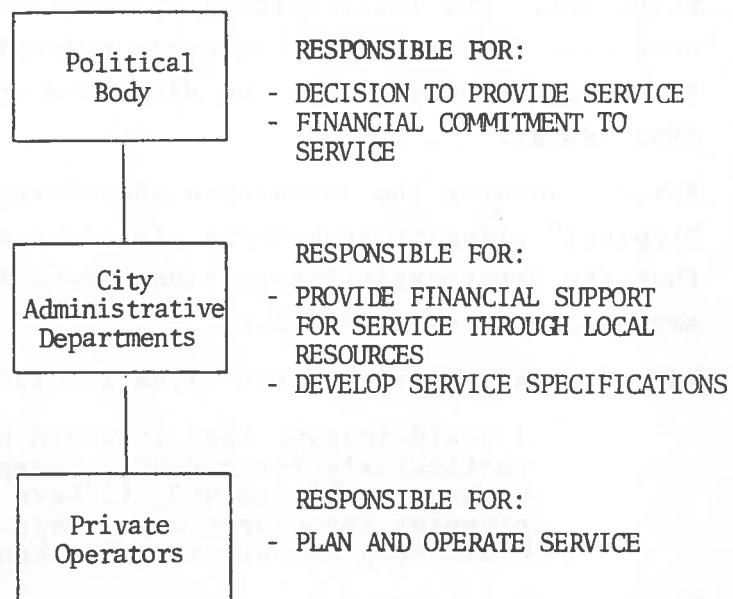 Political
Body
RESPONSIBLE FOR:
- DECISION TO PROVIDE SERVICE
- FINANCIAL COMMITMENT TO
SERVICE
City
Administrative
Departments
RESPONSIBLE FOR:
- PROVIDE FINANCIAL SUPPORT
FOR SERVICE THROUGH LOCAL
RESOURCES
- DEVELOP SERVICE SPECIFICATIONS
Private
Operators
RESPONSIBLE FOR:
- PLAN AND OPERATE SERVICE